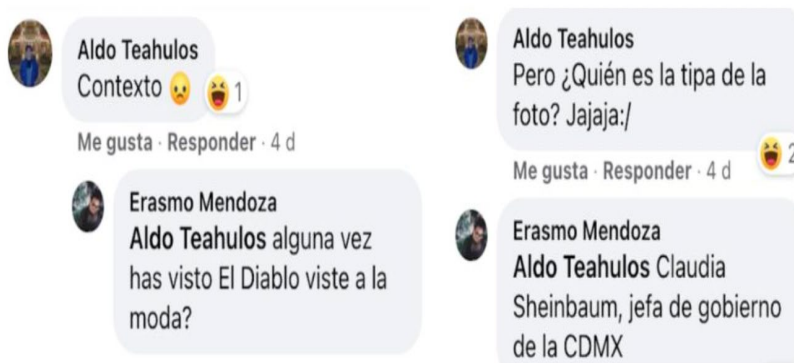 Aldo Teahulos
Contexto 😠
1
Me gusta · Responder · 4 d
Erasmo Mendoza
Aldo Teahulos alguna vez
has visto El Diablo viste a la
moda?
Aldo Teahulos
Pero ¿Quién es la tipa de la
foto? Jajaja:/
2
Me gusta · Responder · 4 d
Erasmo Mendoza
Aldo Teahulos Claudia
Sheinbaum, jefa de gobierno
de la CDMX